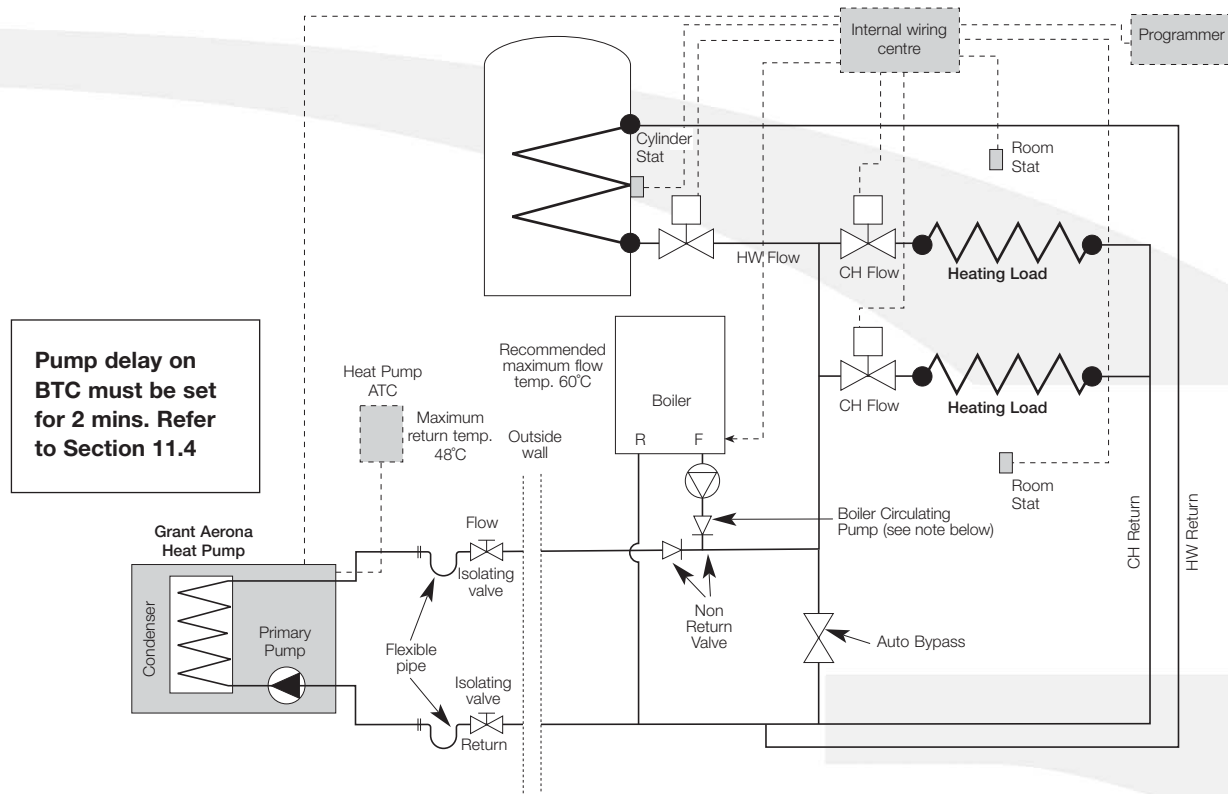 Internal wiring
centre
Programmer
Cylinder
Stat
Room
Stat
HW Flow
CH Flow
Heating Load
Pump delay on
BTC must be set
for 2 mins. Refer
to Section 11.4
Heat Pump
ATC
Maximum
return temp.
48˚C
Outside
wall
Recommended
maximum flow
temp. 60˚C
Boiler
R
F
CH Flow
Heating Load
Room
Stat
Boiler Circulating
Pump (see note below)
CH Return
HW Return
Grant Aerona
Heat Pump
Flow
Isolating
valve
Condenser
Primary
Pump
Flexible
pipe
Non
Return
Valve
Auto Bypass
Isolating
valve
Return